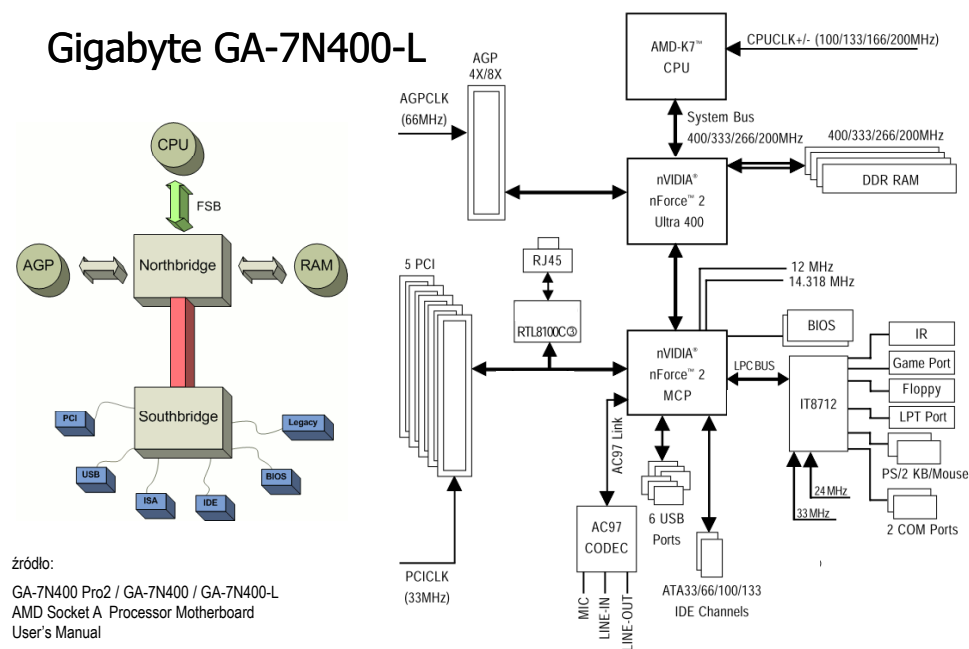 Gigabyte GA-7N400-L
CPU
FSB
AGP
Northbridge
RAM
Southbridge
PCI
Legacy
USB
BIOS
ISA
IDE
źródło:
GA-7N400 Pro2 / GA-7N400 / GA-7N400-L
AMD Socket A Processor Motherboard
User's Manual
AMD-K7™
CPU
CPUCLK+/- (100/133/166/200MHz)
AGP
4X/8X
AGPCLK
(66MHz)
System Bus
400/333/266/200MHz
400/333/266/200MHz
DDR RAM
nVIDIA®
nForce™ 2
Ultra 400
5 PCI
RJ45
RTL8100C③
12 MHz
14.318 MHz
BIOS
nVIDIA®
nForce™ 2
MCP
LPC BUS
IT8712
IR
Game Port
Floppy
LPT Port
PS/2 KB/Mouse
24 MHz
33 MHz
2 COM Ports
AC97 Link
6 USB
Ports
AC97
CODEC
MIC
LINE-IN
LINE-OUT
ATA33/66/100/133
IDE Channels
PCICLK
(33MHz)